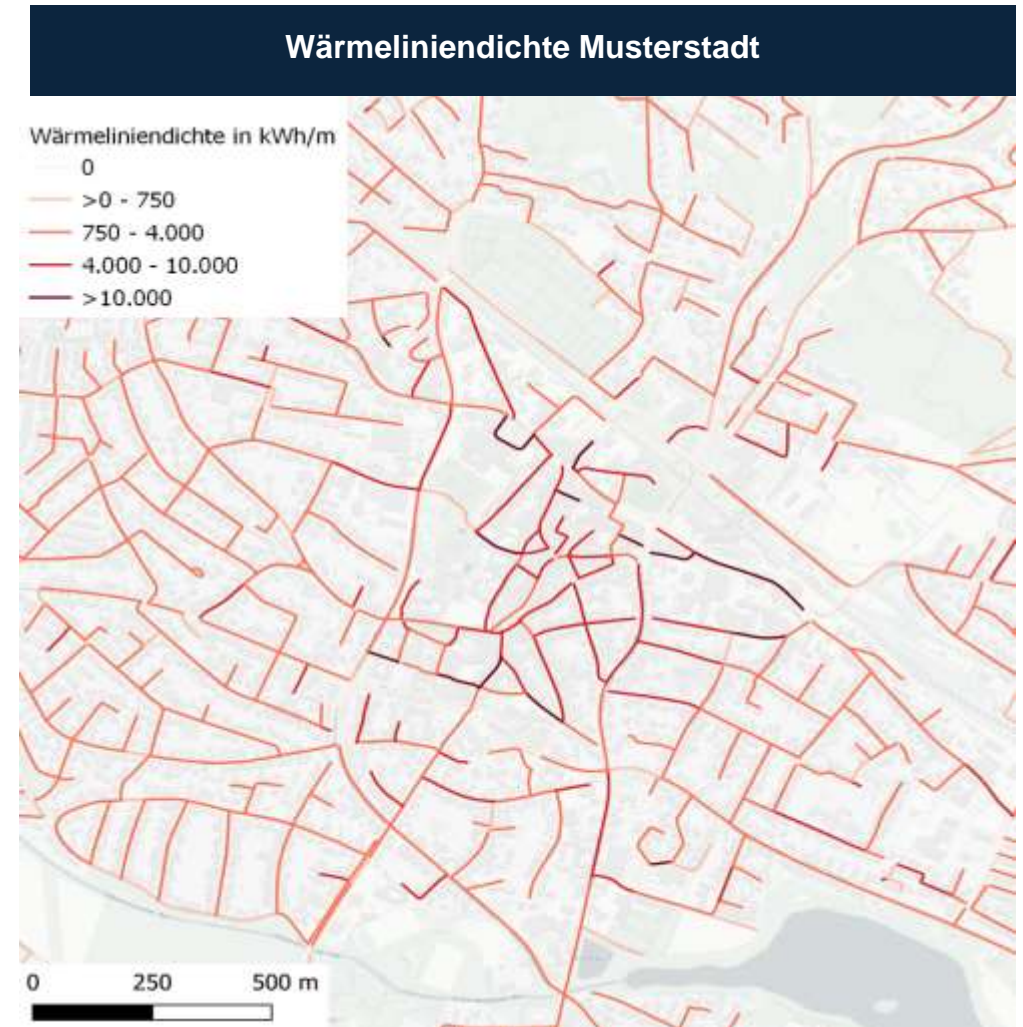 Wärmeliniendichte Musterstadt
Wärmeliniendichte in kWh/m
0
>0 - 750
750 - 4.000
4.000 - 10.000
>10.000
0 250 500 m